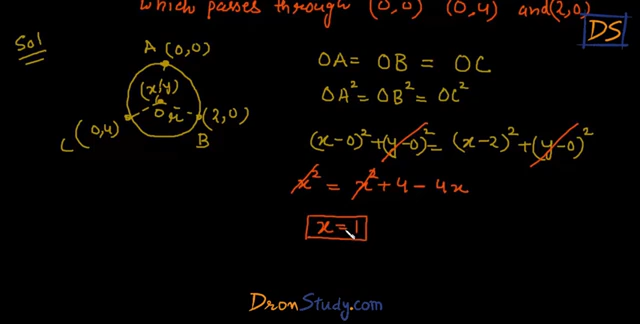 which passes through (0,0) (0,4) and (2,0)
DS
Sol
A (0,0)
(x,y)
O r
C (0,4)
(2,0)
B
OA = OB = OC
OA² = OB² = OC²
(x-0)² + (y-0)² = (x-2)² + (y-0)²
x² = x² + 4 - 4x
x = 1
DronStudy.com